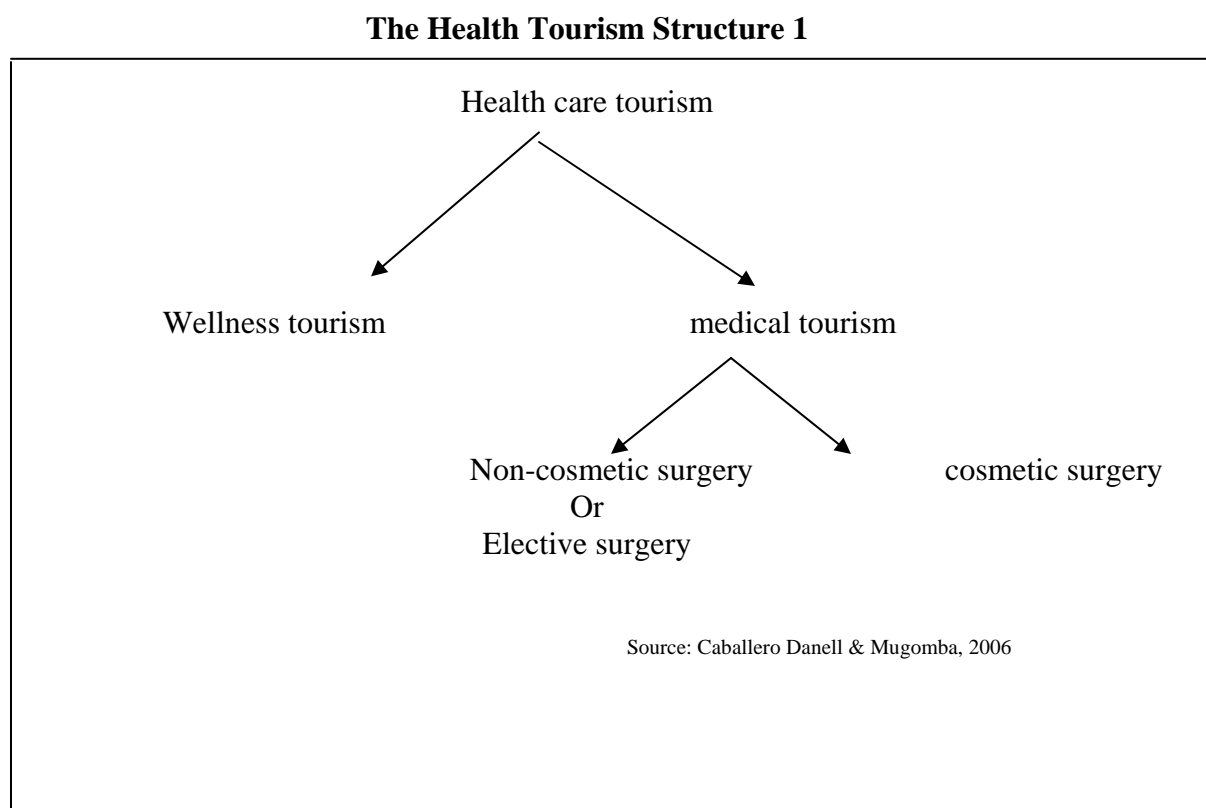 The Health Tourism Structure 1
Health care tourism
Wellness tourism
medical tourism
Non-cosmetic surgery
Or
Elective surgery
cosmetic surgery
Source: Caballero Danell & Mugomba, 2006